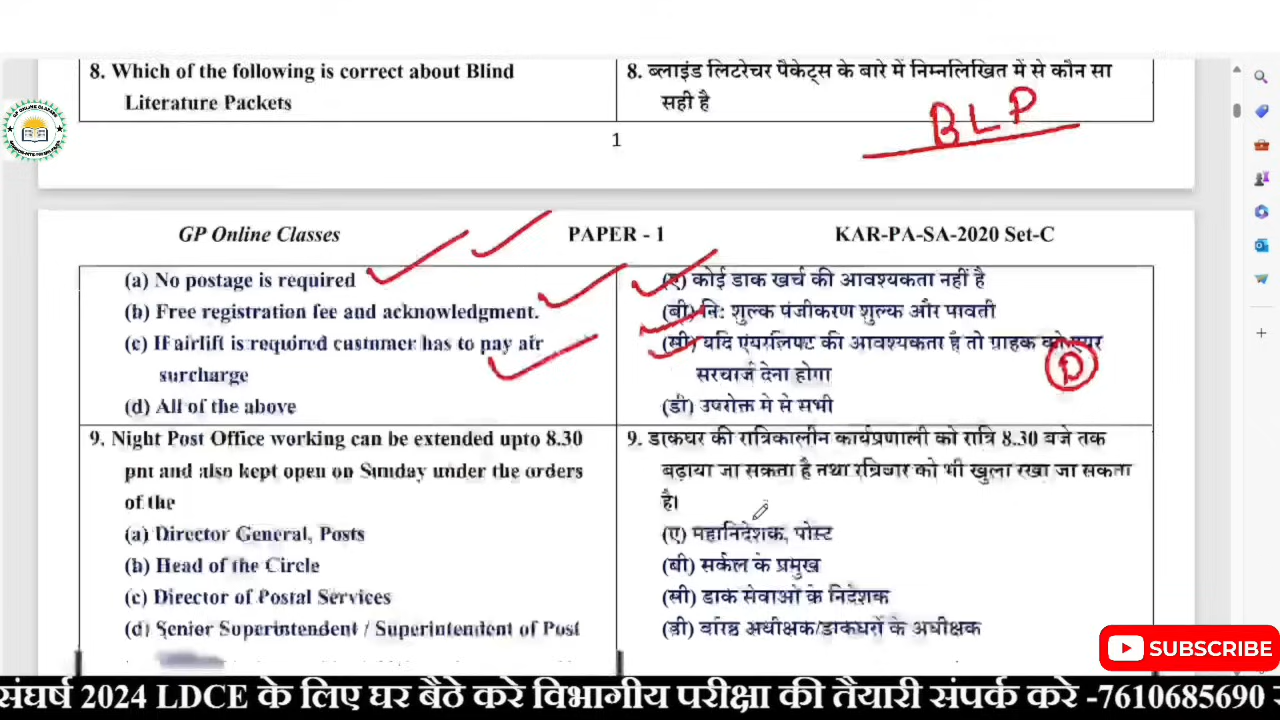 8. Which of the following is correct about Blind
Literature Packets
8. ब्लाइंड लिटरेचर पैकेट्स के बारे में निम्नलिखित में से कौन सा
सही है
BLP
1
GP Online Classes PAPER - 1 KAR-PA-SA-2020 Set-C
(a) No postage is required
(b) Free registration fee and acknowledgment.
(c) If airlift is required customer has to pay air
surcharge
(d) All of the above
(ए) कोई डाक खर्च की आवश्यकता नहीं है
(बी) नि: शुल्क पंजीकरण शुल्क और पावती
(सी) यदि एयरलिफ्ट की आवश्यकता है तो ग्राहक को एयर
सरचार्ज देना होगा
(डी) उपरोक्त मे से सभी
D
9. Night Post Office working can be extended upto 8.30
pm and also kept open on Sunday under the orders
of the
(a) Director General, Posts
(b) Head of the Circle
(c) Director of Postal Services
(d) Senior Superintendent / Superintendent of Post
9. डाकघर की रात्रिकालीन कार्यप्रणाली को रात्रि 8.30 बजे तक
बढ़ाया जा सकता है तथा रविवार को भी खुला रखा जा सकता
है।
(ए) महानिदेशक, पोस्ट
(बी) सर्कल के प्रमुख
(सी) डाक सेवाओं के निदेशक
(डी) वरिष्ठ अधीक्षक/डाकघरों के अधीक्षक
SUBSCRIBE
संघर्ष 2024 LDCE के लिए घर बैठे करे विभागीय परीक्षा की तैयारी संपर्क करे -7610685690